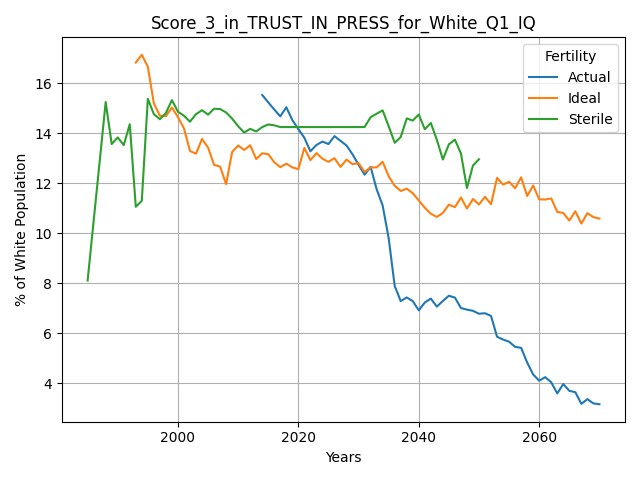 Score_3_in_TRUST_IN_PRESS_for_White_Q1_IQ
Fertility
Actual
Ideal
Sterile
% of White Population
16
14
12
10
8
6
4
2000
2020
2040
2060
Years